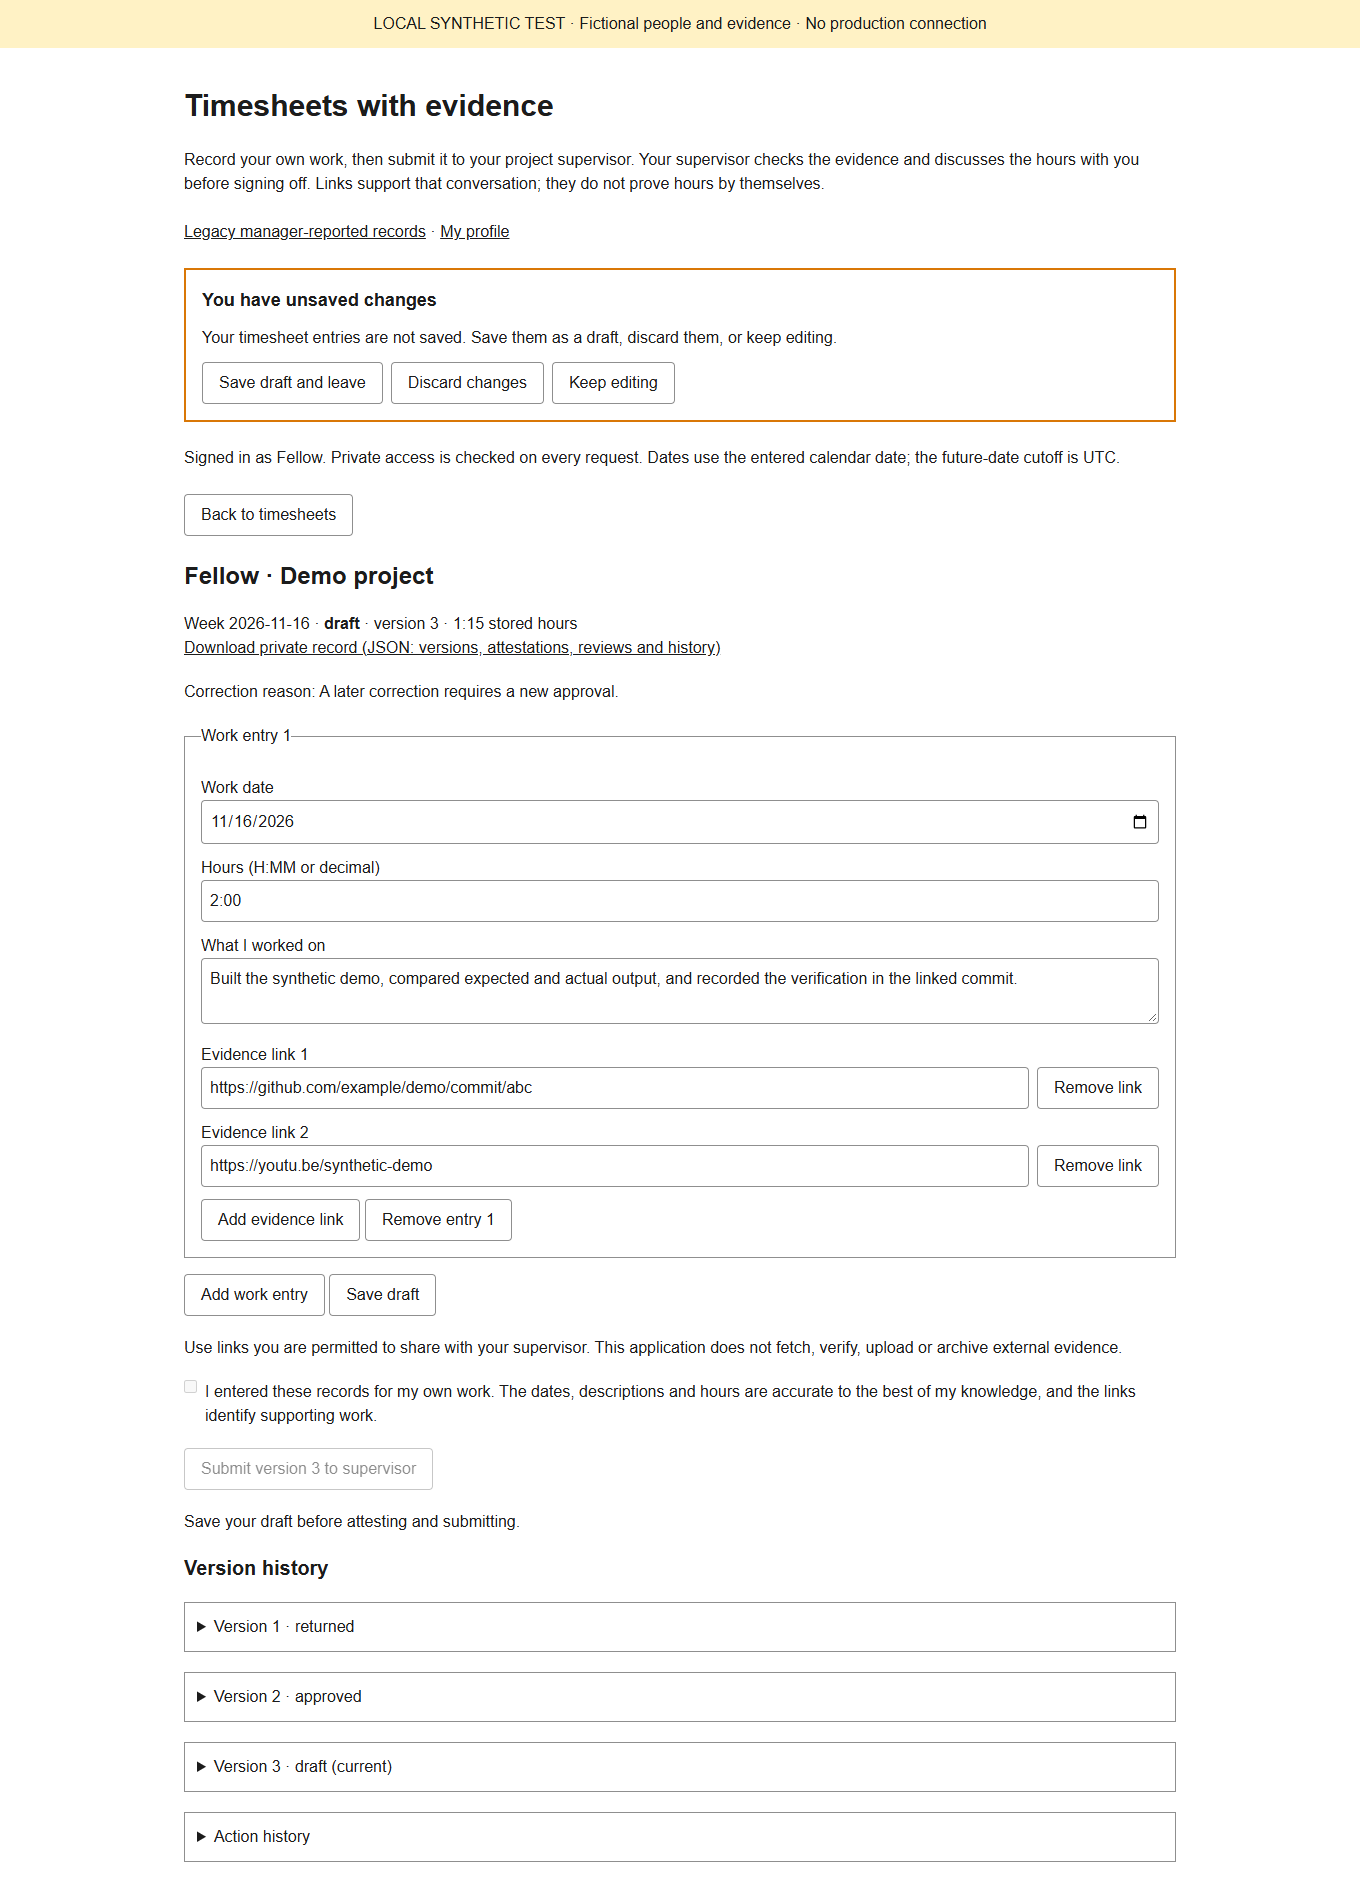 LOCAL SYNTHETIC TEST · Fictional people and evidence · No production connection
Timesheets with evidence
Record your own work, then submit it to your project supervisor. Your supervisor checks the evidence and discusses the hours with you
before signing off. Links support that conversation; they do not prove hours by themselves.
Legacy manager-reported records · My profile
You have unsaved changes
Your timesheet entries are not saved. Save them as a draft, discard them, or keep editing.
Save draft and leave Discard changes Keep editing
Signed in as Fellow. Private access is checked on every request. Dates use the entered calendar date; the future-date cutoff is UTC.
Back to timesheets
Fellow · Demo project
Week 2026-11-16 · draft · version 3 · 1:15 stored hours
Download private record (JSON: versions, attestations, reviews and history)
Correction reason: A later correction requires a new approval.
Work entry 1
Work date
11/16/2026
Hours (H:MM or decimal)
2:00
What I worked on
Built the synthetic demo, compared expected and actual output, and recorded the verification in the linked commit.
Evidence link 1
https://github.com/example/demo/commit/abc Remove link
Evidence link 2
https://youtu.be/synthetic-demo Remove link
Add evidence link Remove entry 1
Add work entry Save draft
Use links you are permitted to share with your supervisor. This application does not fetch, verify, upload or archive external evidence.
I entered these records for my own work. The dates, descriptions and hours are accurate to the best of my knowledge, and the links
identify supporting work.
Submit version 3 to supervisor
Save your draft before attesting and submitting.
Version history
Version 1 · returned
Version 2 · approved
Version 3 · draft (current)
Action history